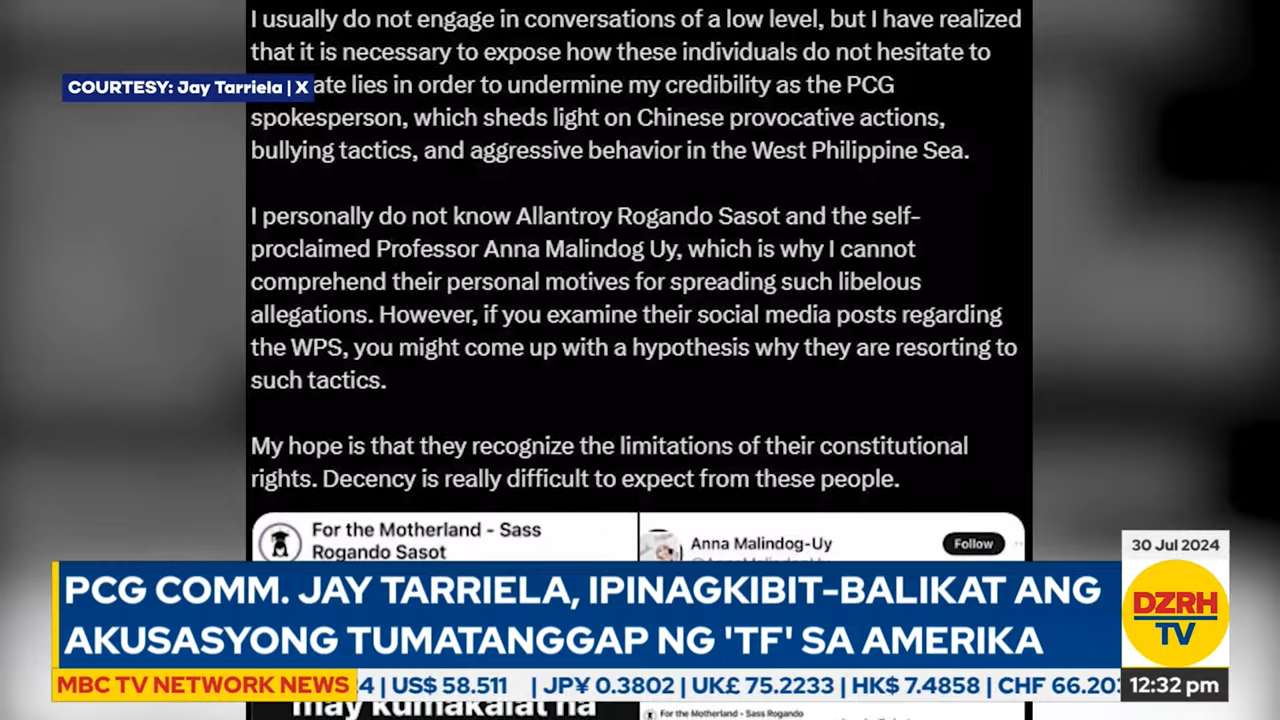 I usually do not engage in conversations of a low level, but I have realized
that it is necessary to expose how these individuals do not hesitate to
COURTESY: Jay Tarriela | X
ate lies in order to undermine my credibility as the PCG
spokesperson, which sheds light on Chinese provocative actions,
bullying tactics, and aggressive behavior in the West Philippine Sea.
I personally do not know Allantroy Rogando Sasot and the self-
proclaimed Professor Anna Malindog Uy, which is why I cannot
comprehend their personal motives for spreading such libelous
allegations. However, if you examine their social media posts regarding
the WPS, you might come up with a hypothesis why they are resorting to
such tactics.
My hope is that they recognize the limitations of their constitutional
rights. Decency is really difficult to expect from these people.
For the Motherland - Sass
Rogando Sasot
Anna Malindog-Uy
Follow
30 Jul 2024
PCG COMM. JAY TARRIELA, IPINAGKIBIT-BALIKAT ANG
AKUSASYONG TUMATANGGAP NG 'TF' SA AMERIKA
DZRH
TV
MBC TV NETWORK NEWS
4 | US$ 58.511 | JP¥ 0.3802 | UK£ 75.2233 | HK$ 7.4858 | CHF 66.20
12:32 pm
may kumakalat na
For the Motherland - Sass Rogando